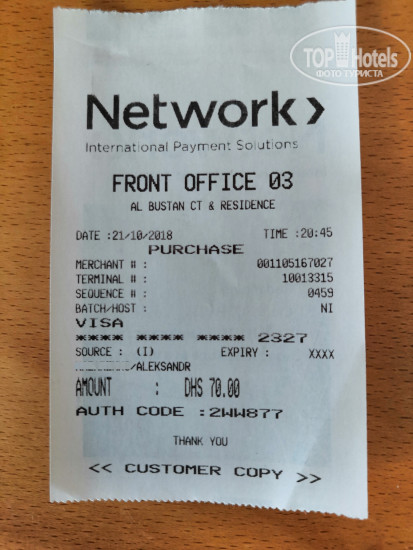 TOP Hotels
ФОТО ТУРИСТА
Network>
International Payment Solutions
FRONT OFFICE 03
AL BUSTAN CT & RESIDENCE
DATE :21/10/2018 TIME :20:45
PURCHASE
MERCHANT # : 001105167027
TERMINAL # : 10013315
SEQUENCE # : 0459
BATCH/HOST : NI
VISA
**** **** **** 2327
SOURCE : (I) EXPIRY : XXXX
/ALEKSANDR
AMOUNT : DHS 70.00
AUTH CODE :2WW877
THANK YOU
<< CUSTOMER COPY >>